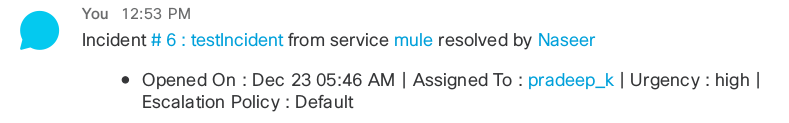 You 12:53 PM
Incident # 6 : testIncident from service mule resolved by Naseer
• Opened On : Dec 23 05:46 AM | Assigned To : pradeep_k | Urgency : high |
Escalation Policy : Default